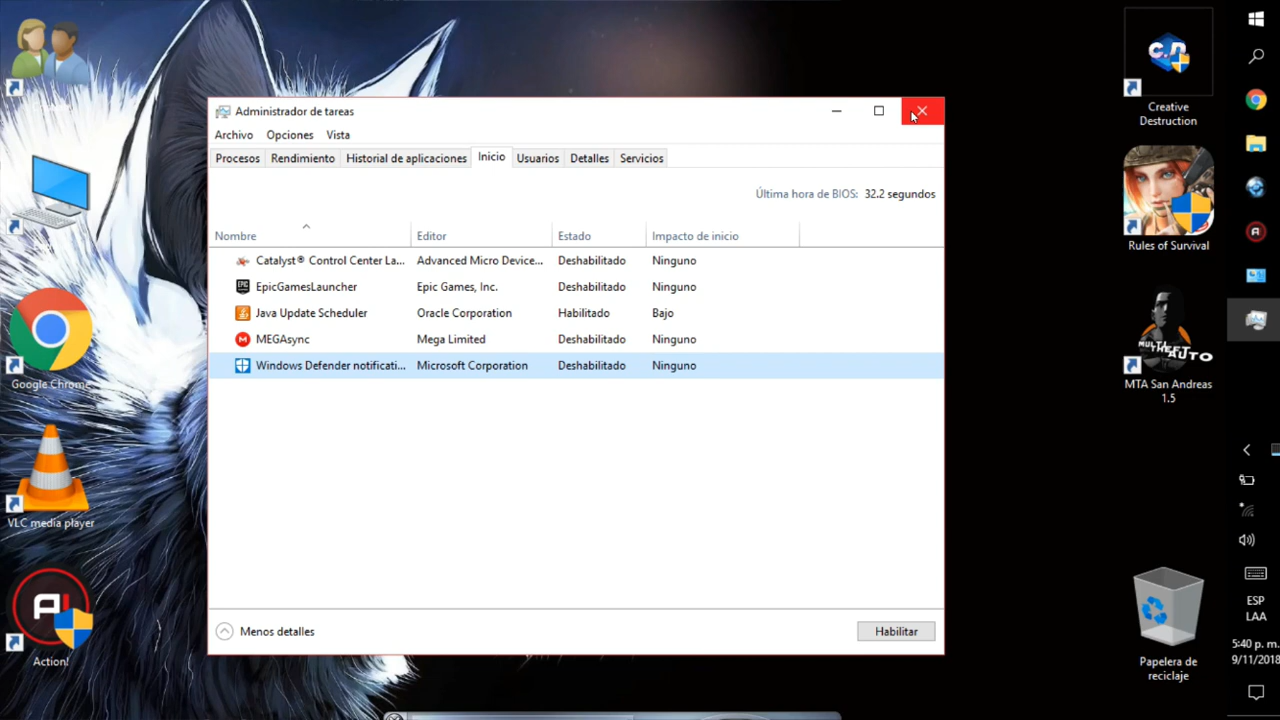 Administrador de tareas
Archivo Opciones Vista
Procesos Rendimiento Historial de aplicaciones Inicio Usuarios Detalles Servicios
Última hora de BIOS: 32.2 segundos
Nombre Editor Estado Impacto de inicio
Catalyst® Control Center La... Advanced Micro Device... Deshabilitado Ninguno
EPIC EpicGamesLauncher Epic Games, Inc. Deshabilitado Ninguno
Java Update Scheduler Oracle Corporation Habilitado Bajo
M MEGAsync Mega Limited Deshabilitado Ninguno
Windows Defender notificati... Microsoft Corporation Deshabilitado Ninguno
Menos detalles Habilitar
Google Chrome
VLC media player
Action!
Creative
Destruction
Rules of Survival
MULTI THEFT AUTO
MTA San Andreas
1.5
Papelera de
reciclaje
ESP
LAA
5:40 p. m.
9/11/2018